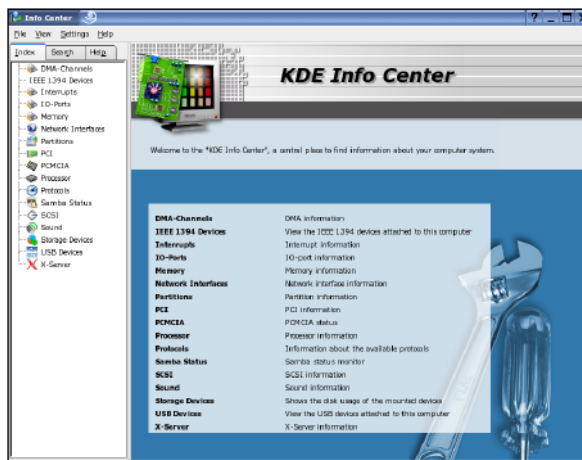 Info Center
File View Settings Help
Index Search Help
DMA-Channels
IEEE 1394 Devices
Interrupts
IO-Ports
Memory
Network Interfaces
Partitions
PCI
PCMCIA
Processor
Protocols
Samba Status
SCSI
Sound
Storage Devices
USB Devices
X-Server
KDE Info Center
Welcome to the "KDE Info Center", a central place to find information about your computer system.
DMA-Channels DMA information
IEEE 1394 Devices View the IEEE 1394 devices attached to this computer
Interrupts Interrupt information
IO-Ports IO-port information
Memory Memory information
Network Interfaces Network interface information
Partitions Partition information
PCI PCI information
PCMCIA PCMCIA status
Processor Processor information
Protocols Information about the available protocols
Samba Status Samba status monitor
SCSI SCSI information
Sound Sound information
Storage Devices Shows the disk usage of the mounted devices
USB Devices View the USB devices attached to this computer
X-Server X-Server information
KDE